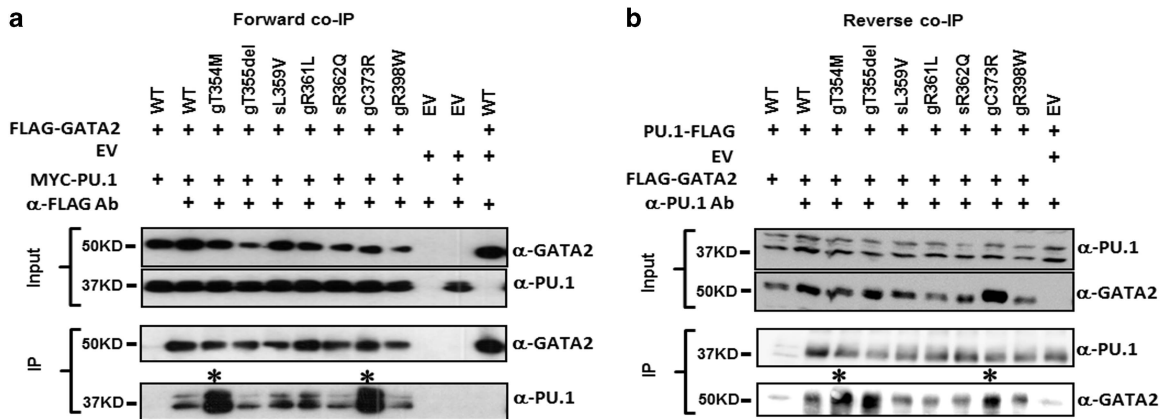 a
Forward co-IP
WT WT gT354M gT355del sL359V gR361L sR362Q gC373R gR398W EV EV WT
FLAG-GATA2 + + + + + + + + + +
EV + + +
MYC-PU.1 + + + + + + + + + +
α-FLAG Ab + + + + + + + + + + +
Input
50KD α-GATA2
37KD α-PU.1
IP
50KD α-GATA2
* *
37KD α-PU.1
b
Reverse co-IP
WT WT gT354M gT355del sL359V gR361L sR362Q gC373R gR398W EV
PU.1-FLAG + + + + + + + + + +
EV +
FLAG-GATA2 + + + + + + + + +
α-PU.1 Ab + + + + + + + + +
Input
37KD α-PU.1
50KD α-GATA2
IP
37KD α-PU.1
* *
50KD α-GATA2